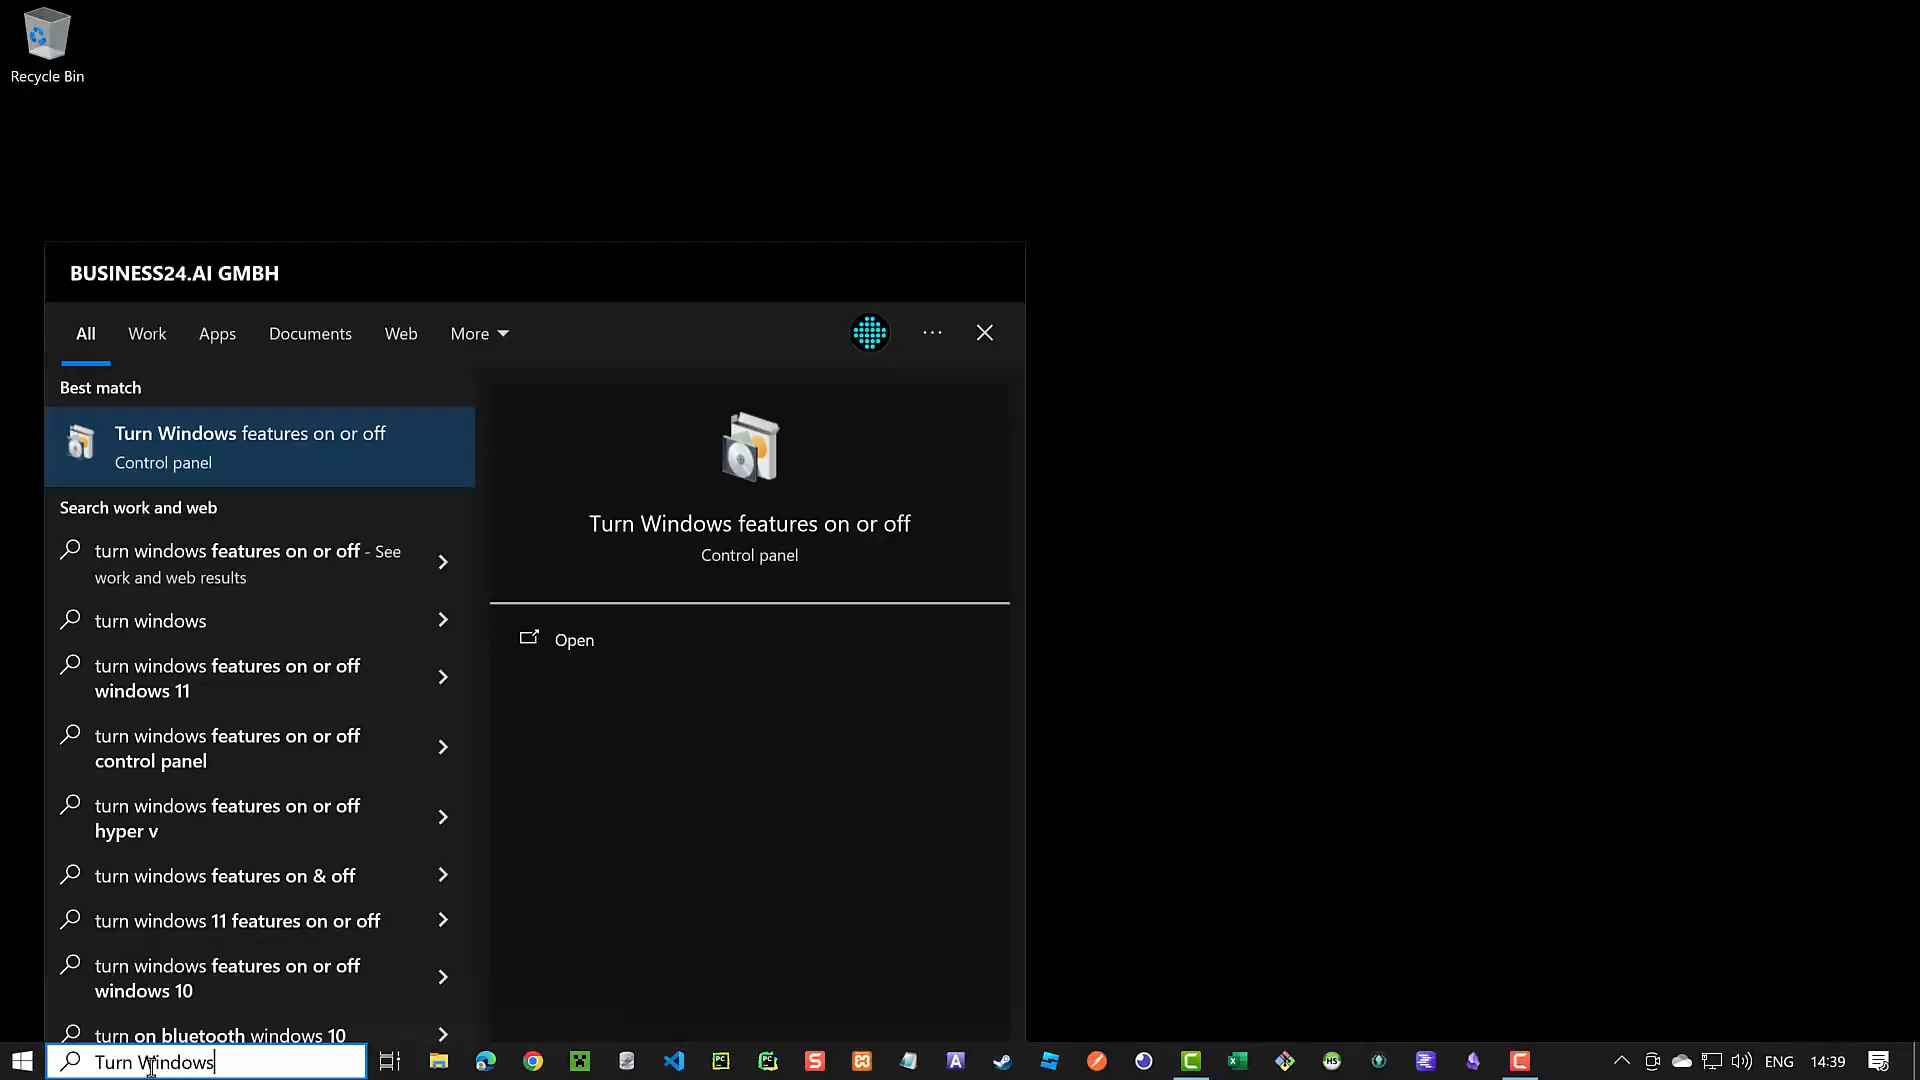 Recycle Bin
BUSINESS24.AI GMBH
All Work Apps Documents Web More
Best match
Turn Windows features on or off
Control panel
Search work and web
turn windows features on or off - See
work and web results
turn windows
turn windows features on or off
windows 11
turn windows features on or off
control panel
turn windows features on or off
hyper v
turn windows features on & off
turn windows 11 features on or off
turn windows features on or off
windows 10
turn on bluetooth windows 10
Turn Windows features on or off
Control panel
Open
Turn Windows
PC
PC
S
A
X
HS
C
ENG 14:39